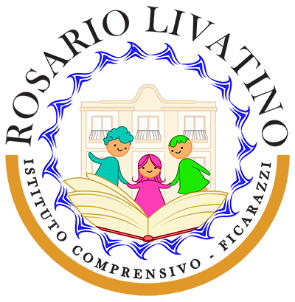 ROSARIO LIVATINO
ISTITUTO COMPRENSIVO - FICARAZZI